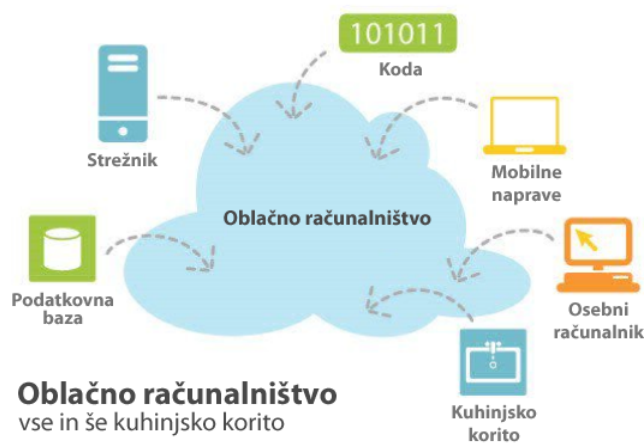 101011
Koda
Strežnik
Mobilne
naprave
Oblačno računalništvo
Podatkovna
baza
Osebni
računalnik
Kuhinjsko
korito
Oblačno računalništvo
vse in še kuhinjsko korito